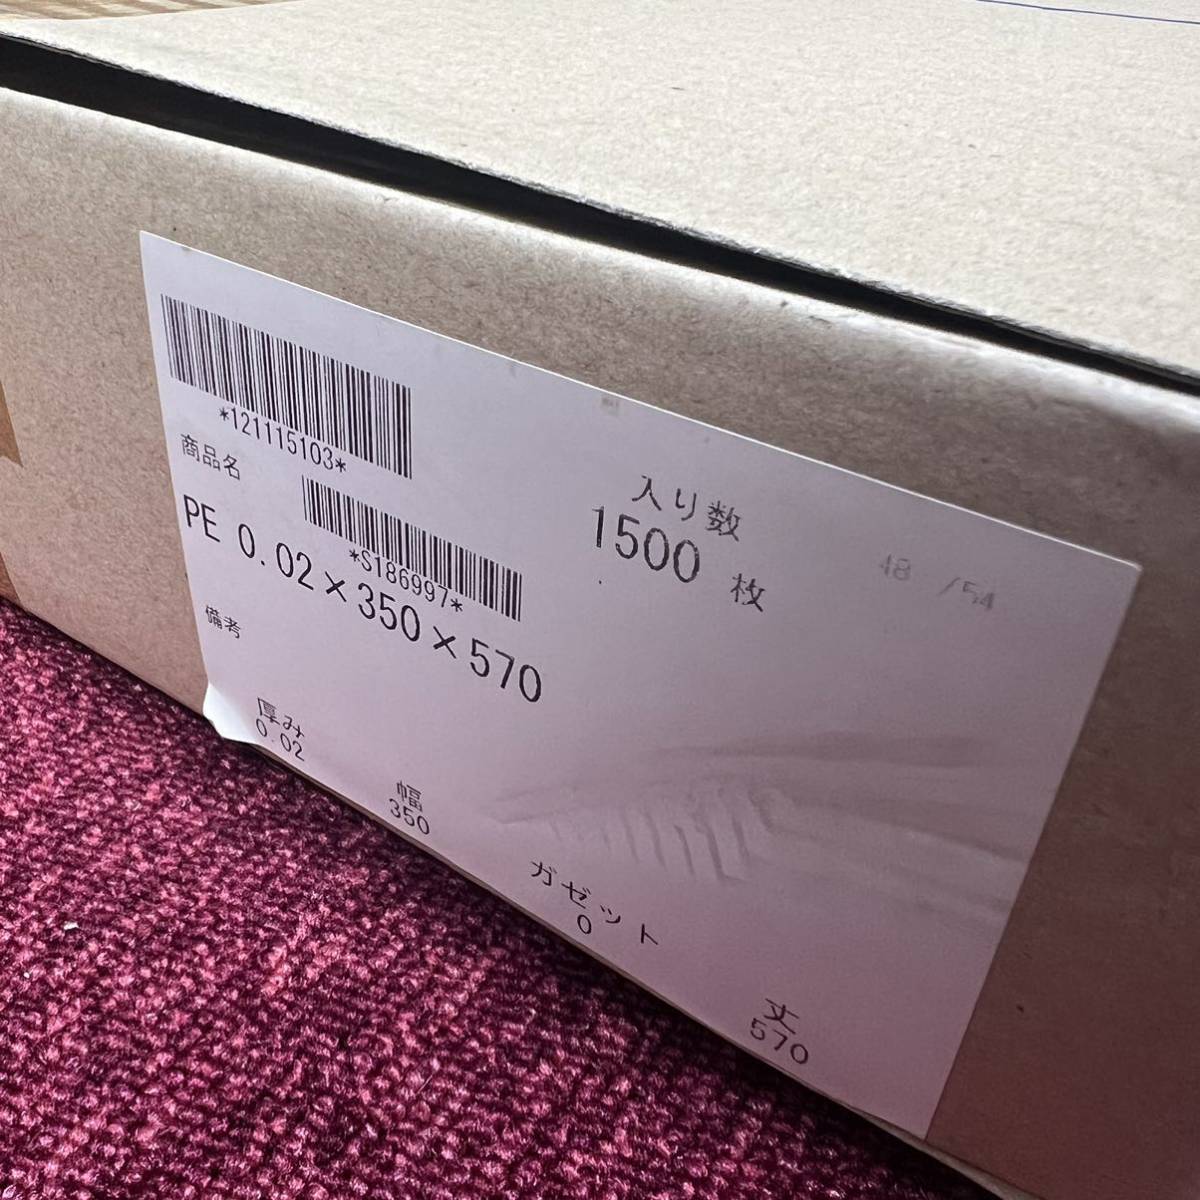 *121115103*
商品名
*S186997*
PE 0.02×350×570
入り数
1500 枚
48 /54
備考
厚み
0.02
幅
350
ガゼット
0
丈
570